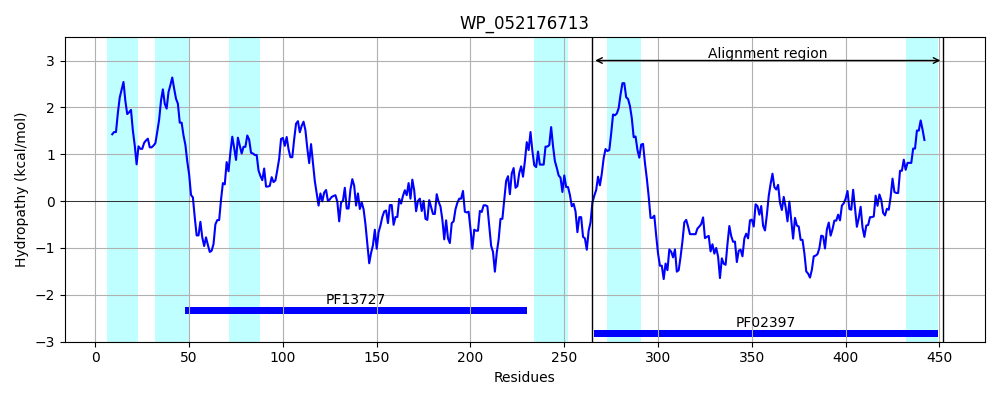 WP_052176713
Alignment region
Hydropathy (kcal/mol)
3
2
1
0
−1
−2
−3
PF13727
PF02397
0 50 100 150 200 250 300 350 400 450
Residues